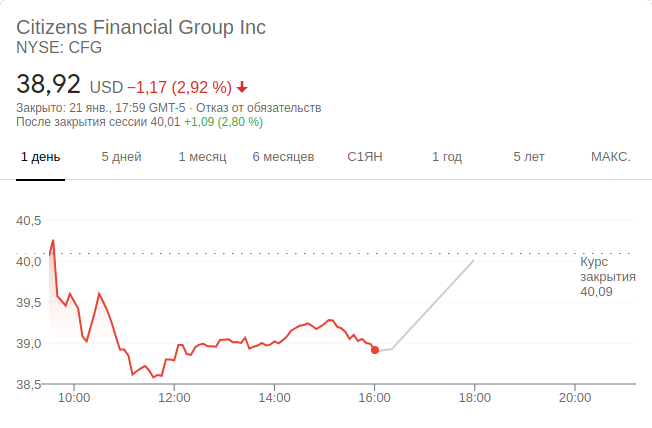 Citizens Financial Group Inc
NYSE: CFG
38,92 USD −1,17 (2,92 %)
Закрыто: 21 янв., 17:59 GMT-5 · Отказ от обязательств
После закрытия сессии 40,01 +1,09 (2,80 %)
1 день 5 дней 1 месяц 6 месяцев С1ЯН 1 год 5 лет МАКС.
40,5
40,0
39,5
39,0
38,5
Курс
закрытия
40,09
10:00 12:00 14:00 16:00 18:00 20:00